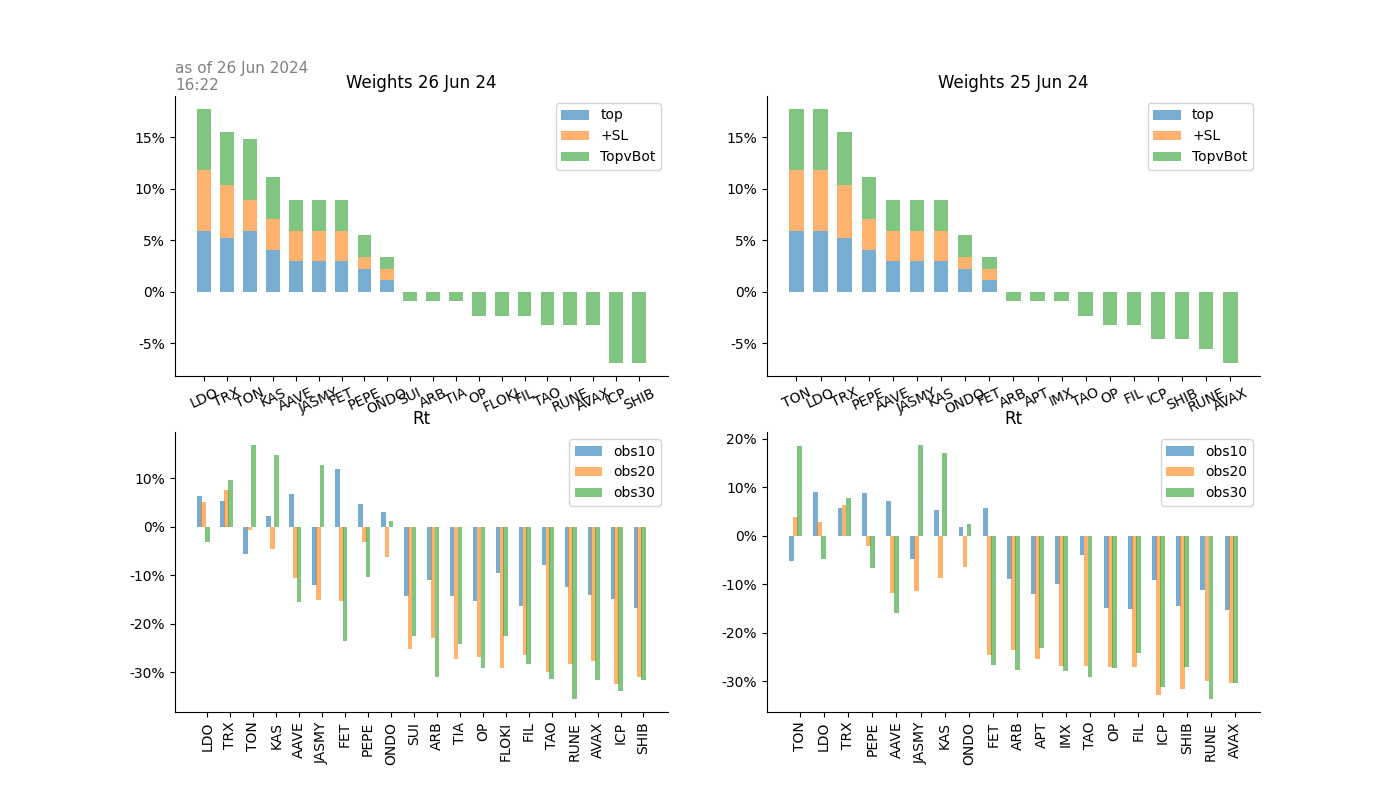 as of 26 Jun 2024
16:22
Weights 26 Jun 24
top
+SL
TopvBot
15%
10%
5%
0%
-5%
LDO TRX TON KAS AAVE JASMY FET PEPE ONDO SUI ARB TIA OP FLOKI FIL TAO RUNE AVAX ICP SHIB
Weights 25 Jun 24
top
+SL
TopvBot
15%
10%
5%
0%
-5%
TON LDO TRX PEPE AAVE JASMY KAS ONDO FET ARB APT IMX TAO OP FIL ICP SHIB RUNE AVAX
Rt
obs10
obs20
obs30
10%
0%
-10%
-20%
-30%
LDO TRX TON KAS AAVE JASMY FET PEPE ONDO SUI ARB TIA OP FLOKI FIL TAO RUNE AVAX ICP SHIB
Rt
obs10
obs20
obs30
20%
10%
0%
-10%
-20%
-30%
TON LDO TRX PEPE AAVE JASMY KAS ONDO FET ARB APT IMX TAO OP FIL ICP SHIB RUNE AVAX